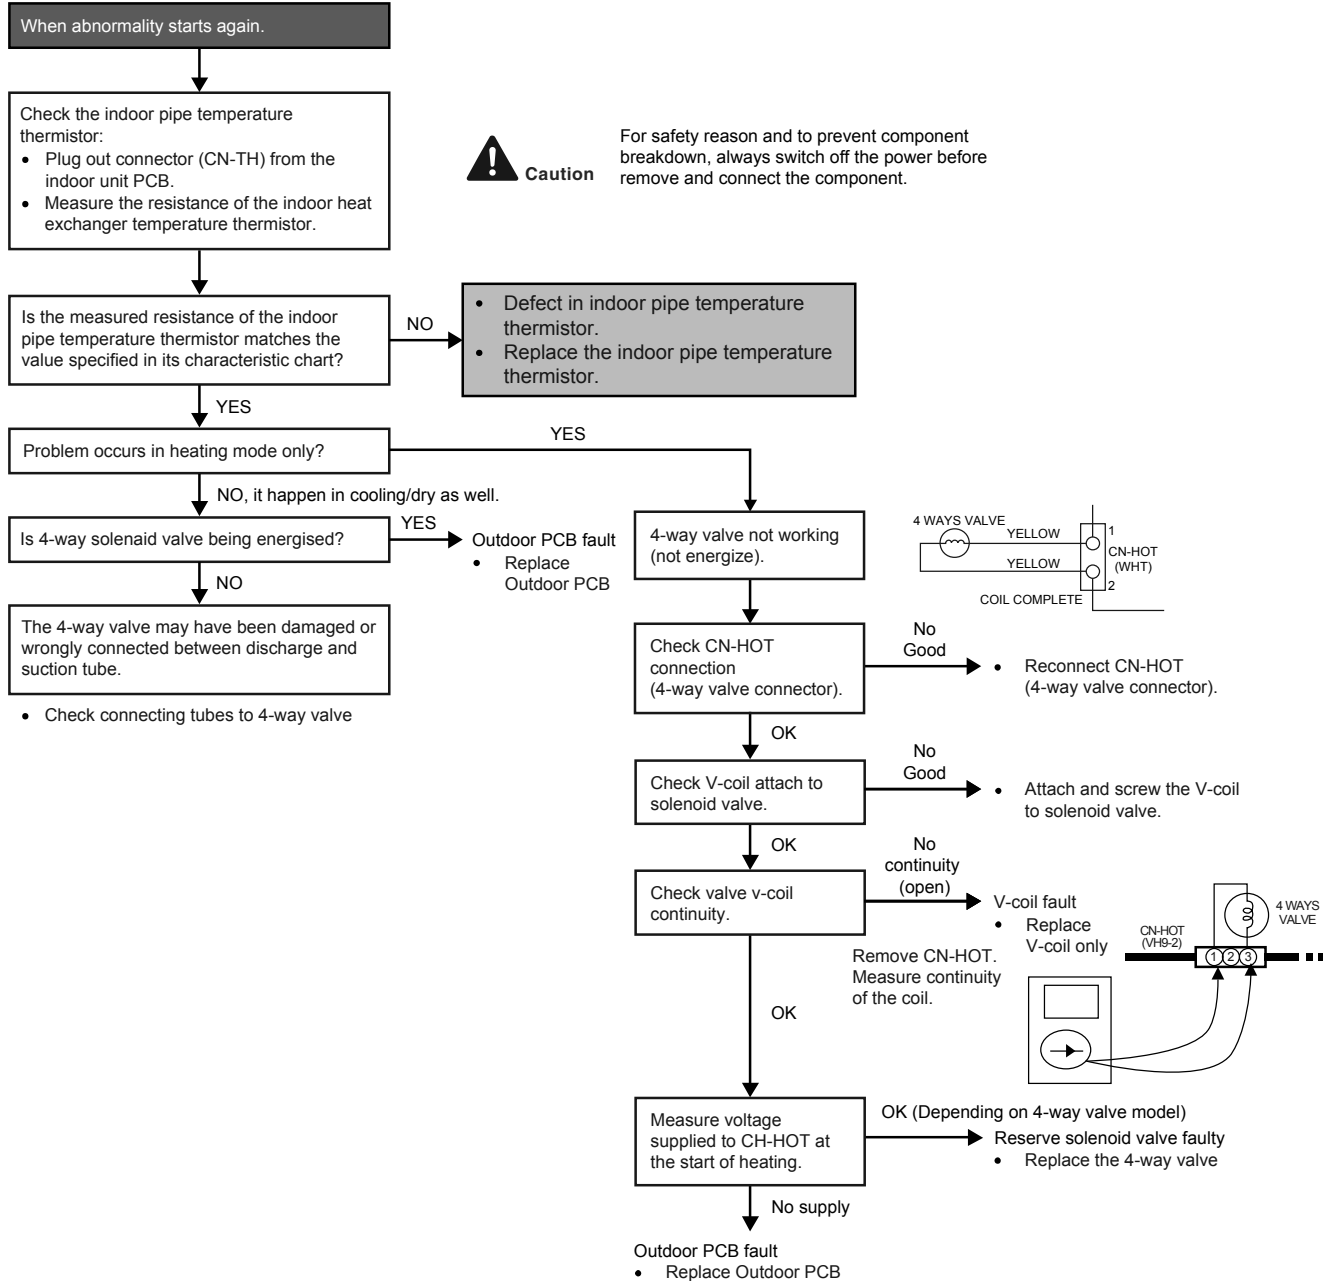 When abnormality starts again.
Check the indoor pipe temperature
thermistor:
• Plug out connector (CN-TH) from the
indoor unit PCB.
• Measure the resistance of the indoor heat
exchanger temperature thermistor.
Caution
For safety reason and to prevent component
breakdown, always switch off the power before
remove and connect the component.
Is the measured resistance of the indoor
pipe temperature thermistor matches the
value specified in its characteristic chart?
NO
• Defect in indoor pipe temperature
thermistor.
• Replace the indoor pipe temperature
thermistor.
YES
Problem occurs in heating mode only?
YES
NO, it happen in cooling/dry as well.
Is 4-way solenaid valve being energised?
YES
Outdoor PCB fault
• Replace
Outdoor PCB
NO
The 4-way valve may have been damaged or
wrongly connected between discharge and
suction tube.
• Check connecting tubes to 4-way valve
4-way valve not working
(not energize).
4 WAYS VALVE
YELLOW
1
CN-HOT
(WHT)
YELLOW
2
COIL COMPLETE
Check CN-HOT
connection
(4-way valve connector).
No
Good
• Reconnect CN-HOT
(4-way valve connector).
OK
Check V-coil attach to
solenoid valve.
No
Good
• Attach and screw the V-coil
to solenoid valve.
OK
Check valve v-coil
continuity.
No
continuity
(open)
V-coil fault
• Replace
V-coil only
Remove CN-HOT.
Measure continuity
of the coil.
4 WAYS
VALVE
CN-HOT
(VH9-2)
1 2 3
OK
Measure voltage
supplied to CH-HOT at
the start of heating.
OK (Depending on 4-way valve model)
Reserve solenoid valve faulty
• Replace the 4-way valve
No supply
Outdoor PCB fault
• Replace Outdoor PCB